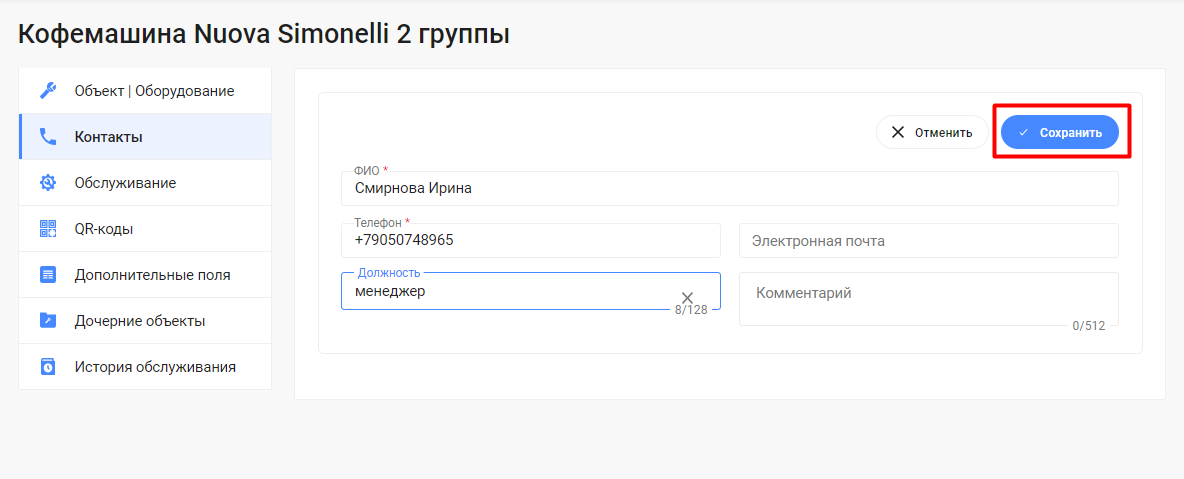 Кофемашина Nuova Simonelli 2 группы
Объект | Оборудование
Контакты
Обслуживание
QR-коды
Дополнительные поля
Дочерние объекты
История обслуживания
Отменить
Сохранить
ФИО *
Смирнова Ирина
Телефон *
+79050748965
Электронная почта
Должность
менеджер
8/128
Комментарий
0/512